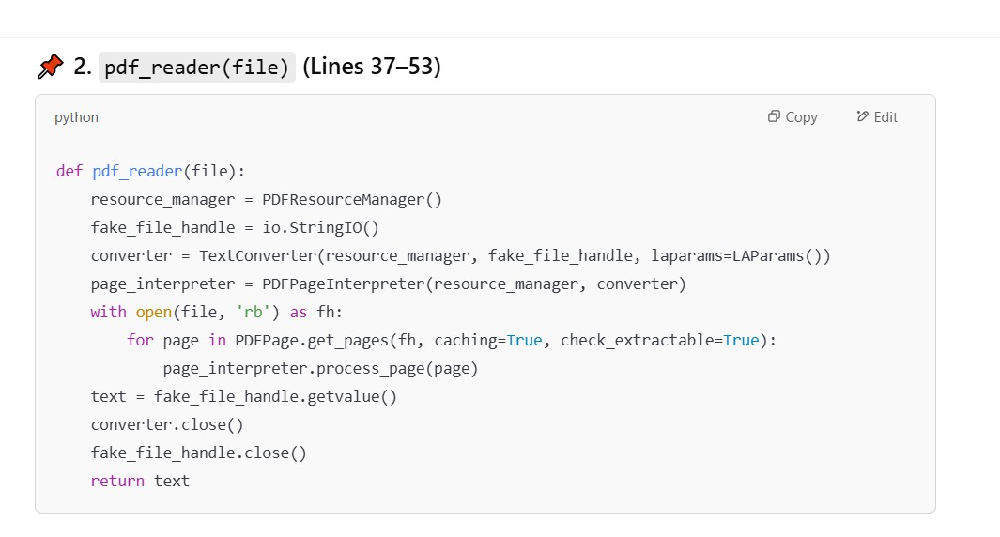 2. pdf_reader(file) (Lines 37–53)
python
Copy
Edit
def pdf_reader(file):
    resource_manager = PDFResourceManager()
    fake_file_handle = io.StringIO()
    converter = TextConverter(resource_manager, fake_file_handle, laparams=LAParams())
    page_interpreter = PDFPageInterpreter(resource_manager, converter)
    with open(file, 'rb') as fh:
        for page in PDFPage.get_pages(fh, caching=True, check_extractable=True):
            page_interpreter.process_page(page)
    text = fake_file_handle.getvalue()
    converter.close()
    fake_file_handle.close()
    return text